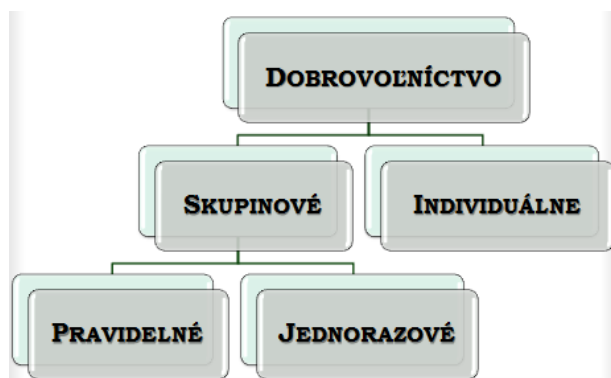 DOBROVOĽNÍCTVO
SKUPINOVÉ
INDIVIDUÁLNE
PRAVIDELNÉ
JEDNORAZOVÉ